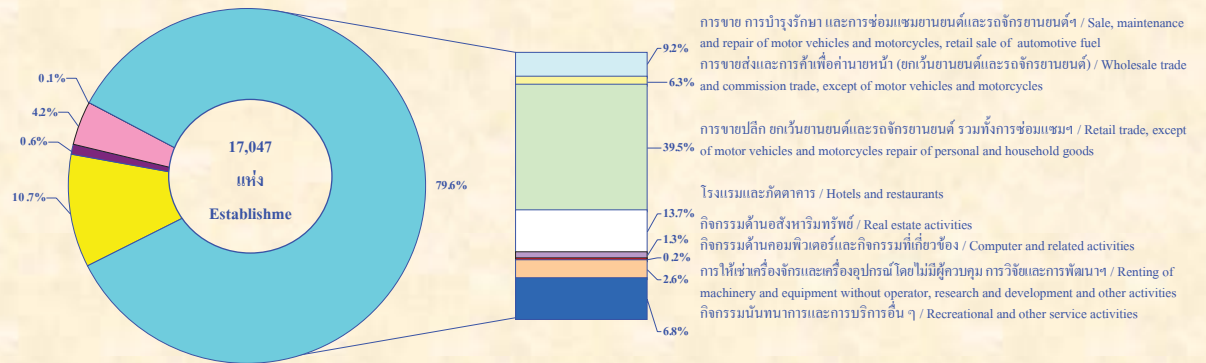 0.1%
4.2%
0.6%
10.7%
17,047
แห่ง
Establishme
79.6%
9.2%
6.3%
39.5%
13.7%
1.3%
0.2%
2.6%
6.8%
การขาย การบำรุงรักษา และการซ่อมแซมยานยนต์และรถจักรยานยนต์ฯ / Sale, maintenance
and repair of motor vehicles and motorcycles, retail sale of automotive fuel
การขายส่งและการค้าเพื่อค่านายหน้า (ยกเว้นยานยนต์และรถจักรยานยนต์) / Wholesale trade
and commission trade, except of motor vehicles and motorcycles
การขายปลีก ยกเว้นยานยนต์และรถจักรยานยนต์ รวมทั้งการซ่อมแซมฯ / Retail trade, except
of motor vehicles and motorcycles repair of personal and household goods
โรงแรมและภัตตาคาร / Hotels and restaurants
กิจกรรมด้านอสังหาริมทรัพย์ / Real estate activities
กิจกรรมด้านคอมพิวเตอร์และกิจกรรมที่เกี่ยวข้อง / Computer and related activities
การให้เช่าเครื่องจักรและเครื่องอุปกรณ์โดยไม่มีผู้ควบคุม การวิจัยและการพัฒนาฯ / Renting of
machinery and equipment without operator, research and development and other activities
กิจกรรมนันทนาการและการบริการอื่น ๆ / Recreational and other service activities